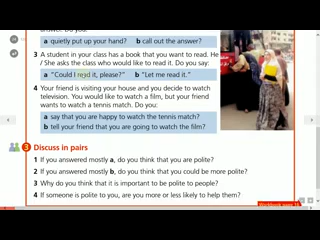 answer. Do you:
a quietly put up your hand? b call out the answer?
3 A student in your class has a book that you want to read. He
/ She asks the class who would like to read it. Do you say:
a "Could I read it, please?" b "Let me read it."
4 Your friend is visiting your house and you decide to watch
television. You would like to watch a film, but your friend
wants to watch a tennis match. Do you:
a say that you are happy to watch the tennis match?
b tell your friend that you are going to watch the film?
3 Discuss in pairs
1 If you answered mostly a, do you think that you are polite?
2 If you answered mostly b, do you think that you could be more polite?
3 Why do you think that it is important to be polite to people?
4 If someone is polite to you, are you more or less likely to help them?